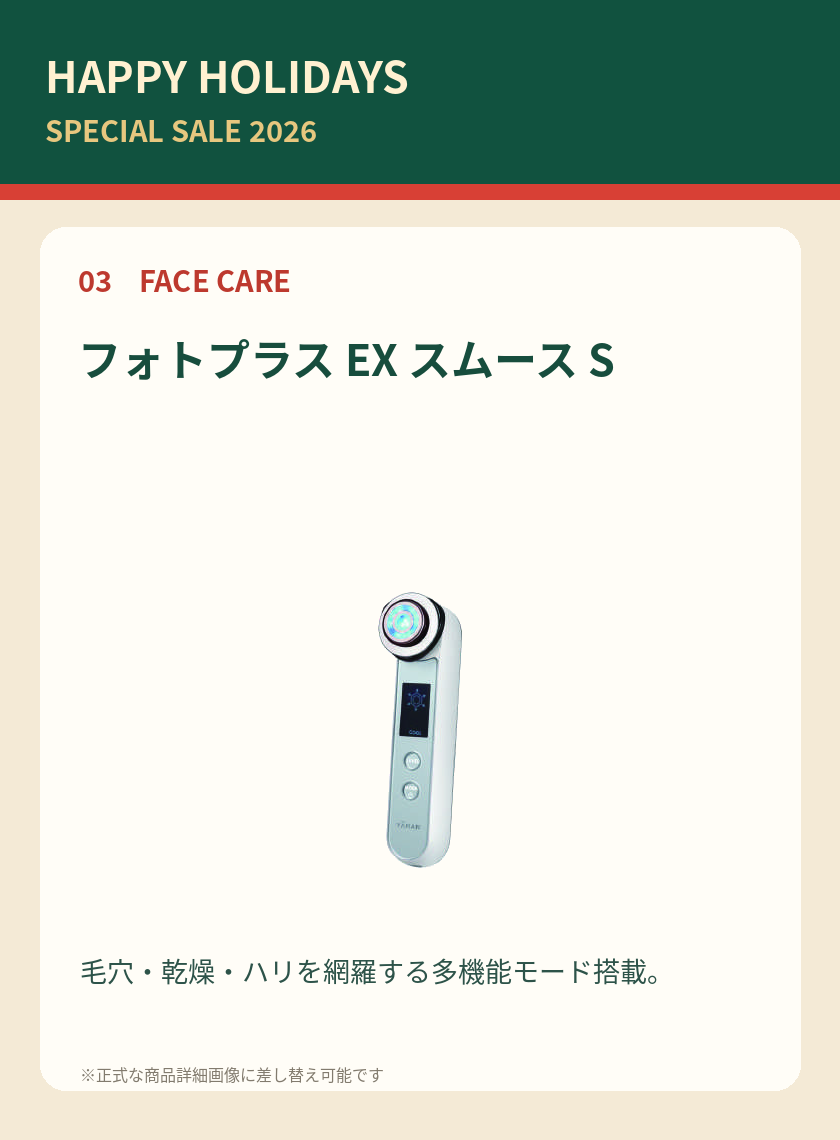 HAPPY HOLIDAYS
SPECIAL SALE 2026
03 FACE CARE
フォトプラス EX スムース S
COOL
YAMAN
毛穴・乾燥・ハリを網羅する多機能モード搭載。
※正式な商品詳細画像に差し替え可能です